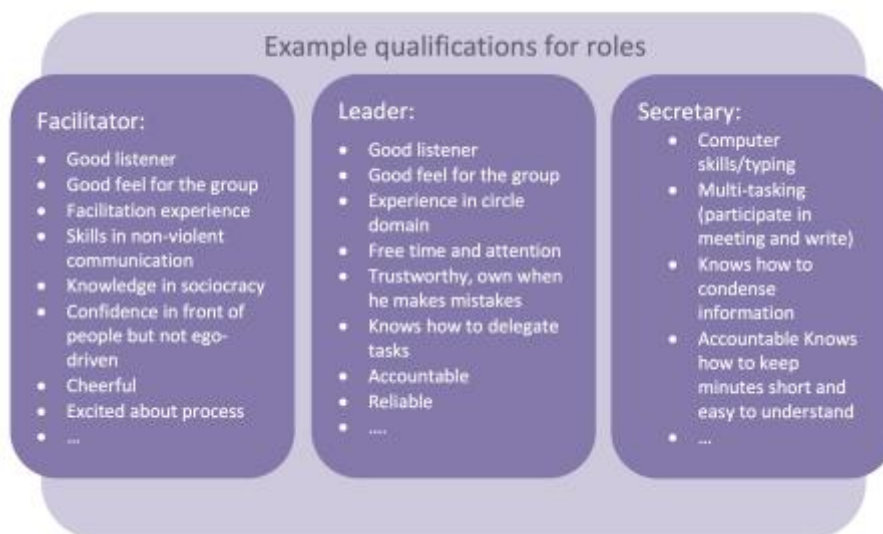 Example qualifications for roles
Facilitator:
• Good listener
• Good feel for the group
• Facilitation experience
• Skills in non-violent
communication
• Knowledge in sociocracy
• Confidence in front of
people but not ego-
driven
• Cheerful
• Excited about process
• ...
Leader:
• Good listener
• Good feel for the group
• Experience in circle
domain
• Free time and attention
• Trustworthy, own when
he makes mistakes
• Knows how to delegate
tasks
• Accountable
• Reliable
• ....
Secretary:
• Computer
skills/typing
• Multi-tasking
(participate in
meeting and write)
• Knows how to
condense
information
• Accountable Knows
how to keep
minutes short and
easy to understand
• ...